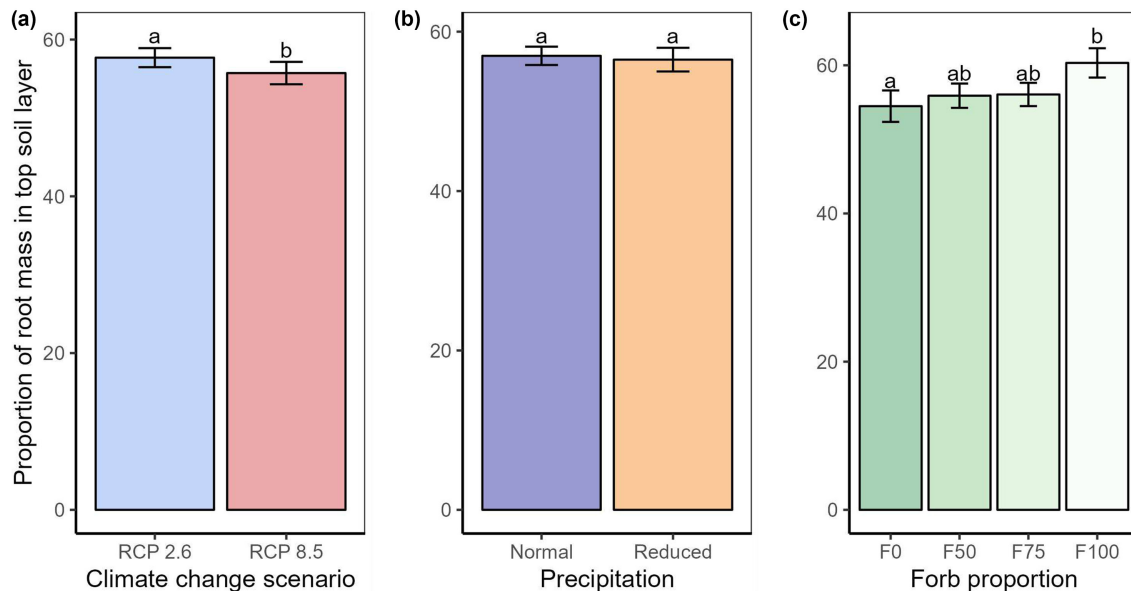 (a)
Proportion of root mass in top soil layer
60
40
20
0
a
b
RCP 2.6
RCP 8.5
Climate change scenario
(b)
60
40
20
0
a
a
Normal
Reduced
Precipitation
(c)
60
40
20
0
a
ab
ab
b
F0
F50
F75
F100
Forb proportion